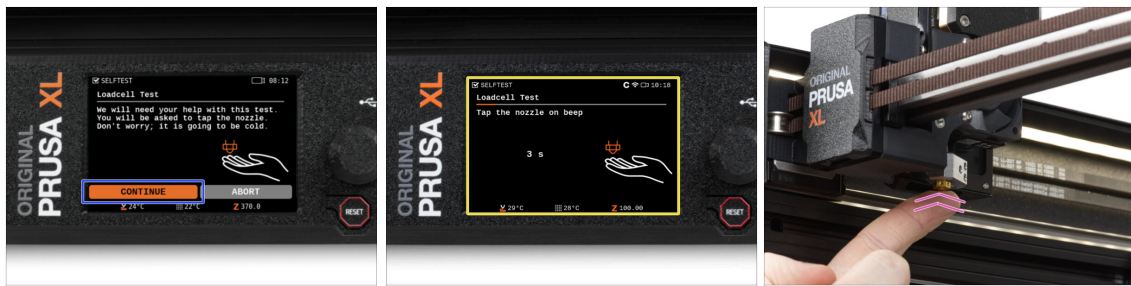 ORIGINAL
PRUSA XL
SELFTEST
08:12
Loadcell Test
We will need your help with this test.
You will be asked to tap the nozzle.
Don't worry; it is going to be cold.
CONTINUE
ABORT
24°C
22°C
Z 370.0
RESET
ORIGINAL
PRUSA XL
SELFTEST
10:18
Loadcell Test
Tap the nozzle on beep
3 s
29°C
28°C
Z 100.00
RESET
ORIGINAL
PRUSA
XL